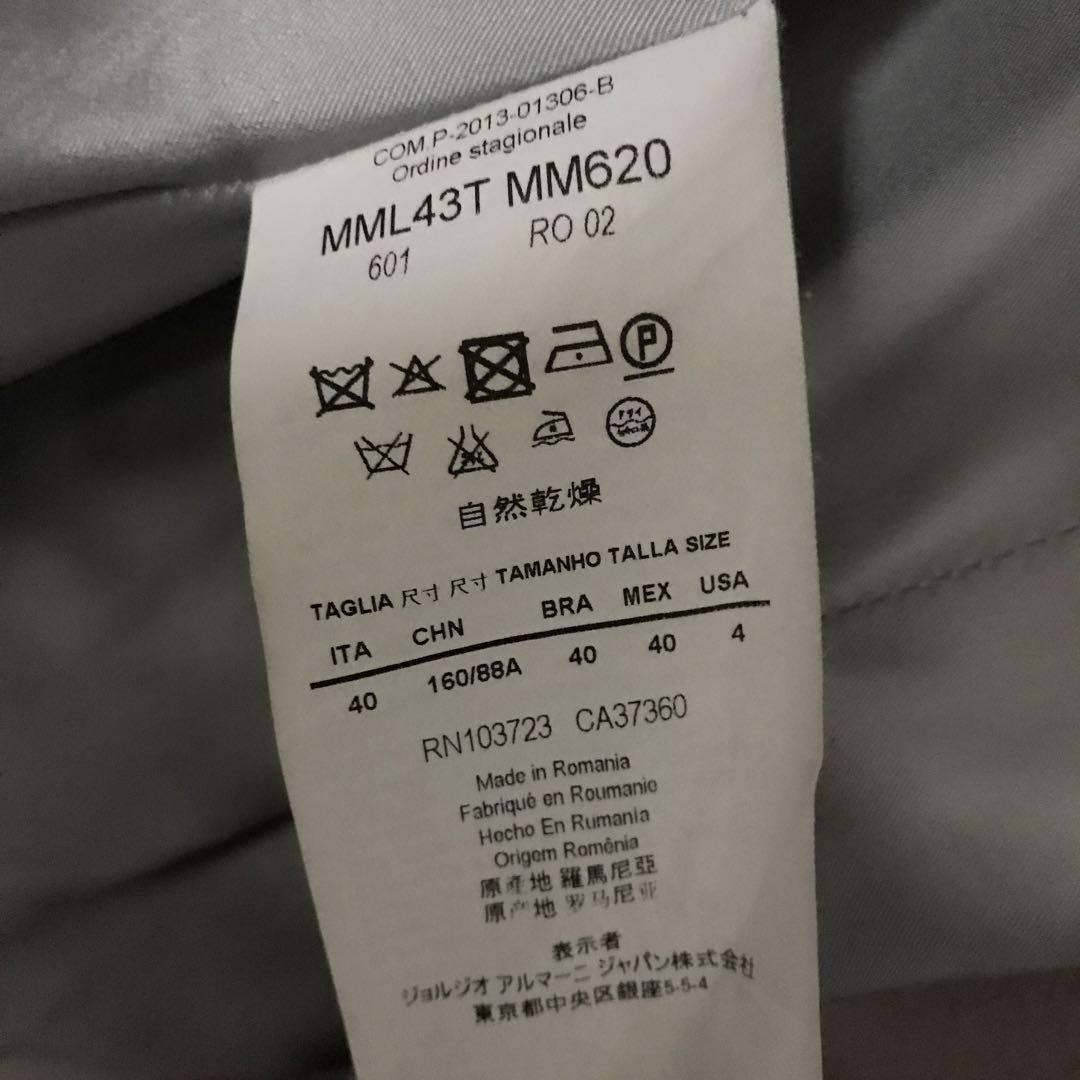 COM.P-2013-01306-B
Ordine stagionale
MML43T MM620
601 RO 02
P
ドライ
自然乾燥
TAGLIA 尺寸 尺寸 TAMANHO TALLA SIZE
ITA CHN BRA MEX USA
40 160/88A 40 40 4
RN103723 CA37360
Made in Romania
Fabriqué en Roumanie
Hecho En Rumania
Origem Romênia
原產地 羅馬尼亞
原产地 罗马尼亚
表示者
ジョルジオ アルマーニ ジャパン株式会社
東京都中央区銀座5-5-4